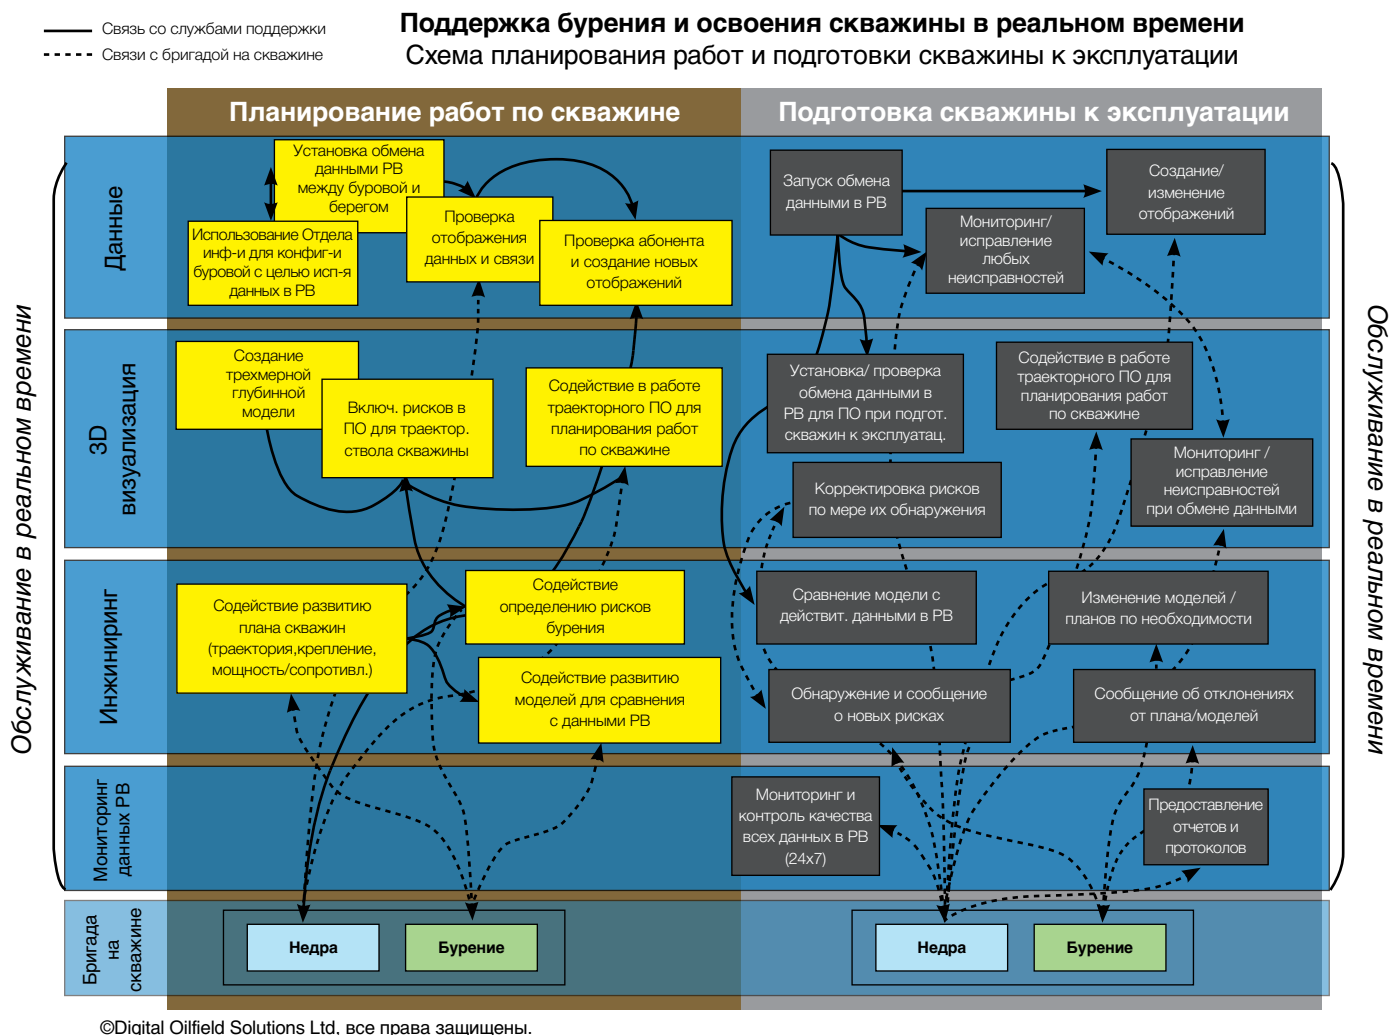 Поддержка бурения и освоения скважины в реальном времени
Схема планирования работ и подготовки скважины к эксплуатации
Связь со службами поддержки
Связи с бригадой на скважине
Планирование работ по скважине
Подготовка скважины к эксплуатации
Обслуживание в реальном времени
Данные
Установка обмена
данными РВ
между буровой и
берегом
Использование Отдела
инф-и для конфиг-и
буровой с целью исп-я
данных в РВ
Проверка
отображения
данных и связи
Проверка абонента
и создание новых
отображений
Запуск обмена
данными в РВ
Мониторинг/
исправление
любых
неисправностей
Создание/
изменение
отображений
3D
визуализация
Создание
трехмерной
глубинной
модели
Включ. рисков в
ПО для траектор.
ствола скважины
Содействие в работе
траекторного ПО для
планирования работ
по скважине
Установка/ проверка
обмена данными в
РВ для ПО при подгот.
скважин к эксплуатац.
Содействие в работе
траекторного ПО для
планирования работ
по скважине
Корректировка рисков
по мере их обнаружения
Мониторинг /
исправление
неисправностей
при обмене данными
Инжиниринг
Содействие развитию
плана скважин
(траектория,крепление,
мощность/сопротивл.)
Содействие
определению рисков
бурения
Содействие развитию
моделей для сравнения
с данными РВ
Сравнение модели с
действит. данными в РВ
Изменение моделей /
планов по необходимости
Обнаружение и сообщение
о новых рисках
Сообщение об отклонениях
от плана/моделей
Мониторинг
данных РВ
Мониторинг и
контроль качества
всех данных в РВ
(24x7)
Предоставление
отчетов и
протоколов
Бригада
на
скважине
Недра
Бурение
Недра
Бурение
Обслуживание в реальном времени
©Digital Oilfield Solutions Ltd, все права защищены.